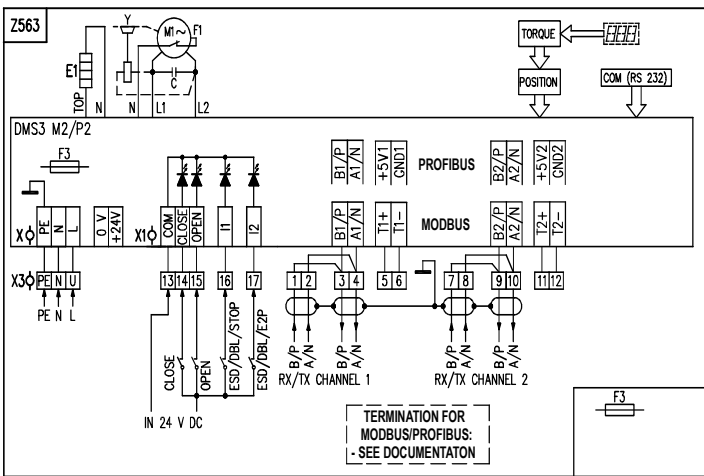 Z563
Y
M1~
F1
E1
C
TOP
N
N
L1
L2
TORQUE
POSITION
COM (RS 232)
DMS3 M2/P2
F3
B1/P
A1/N
+5V1
GND1
PROFIBUS
B2/P
A2/N
+5V2
GND2
X
PE
N
L
0 V
+24V
X1
COM
CLOSE
OPEN
I1
I2
B1/P
A1/N
T1+
T1-
MODBUS
B2/P
A2/N
T2+
T2-
X3
PE N U
13 14 15
16
17
1 2
3 4
5 6
7 8
9 10
11 12
PE N L
CLOSE
OPEN
ESD/DBL/STOP
ESD/DBL/E2P
B/P
A/N
B/P
A/N
B/P
A/N
B/P
A/N
RX/TX CHANNEL 1
RX/TX CHANNEL 2
IN 24 V DC
TERMINATION FOR
MODBUS/PROFIBUS:
- SEE DOCUMENTATON
F3